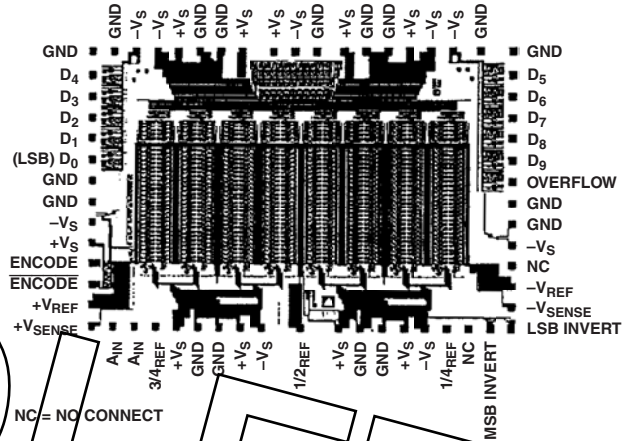 GND
–VS
–VS
+VS
GND
GND
+VS
+VS
–VS
GND
+VS
GND
GND
+VS
–VS
–VS
GND
GND
D4
D3
D2
D1
(LSB) D0
GND
GND
–VS
+VS
ENCODE
ENCODE
+VREF
+VSENSE
GND
D5
D6
D7
D8
D9
OVERFLOW
GND
GND
–VS
NC
–VREF
–VSENSE
LSB INVERT
AIN
AIN
3/4REF
+VS
GND
GND
+VS
–VS
1/2REF
+VS
GND
GND
+VS
–VS
1/4REF
NC
MSB INVERT
NC = NO CONNECT